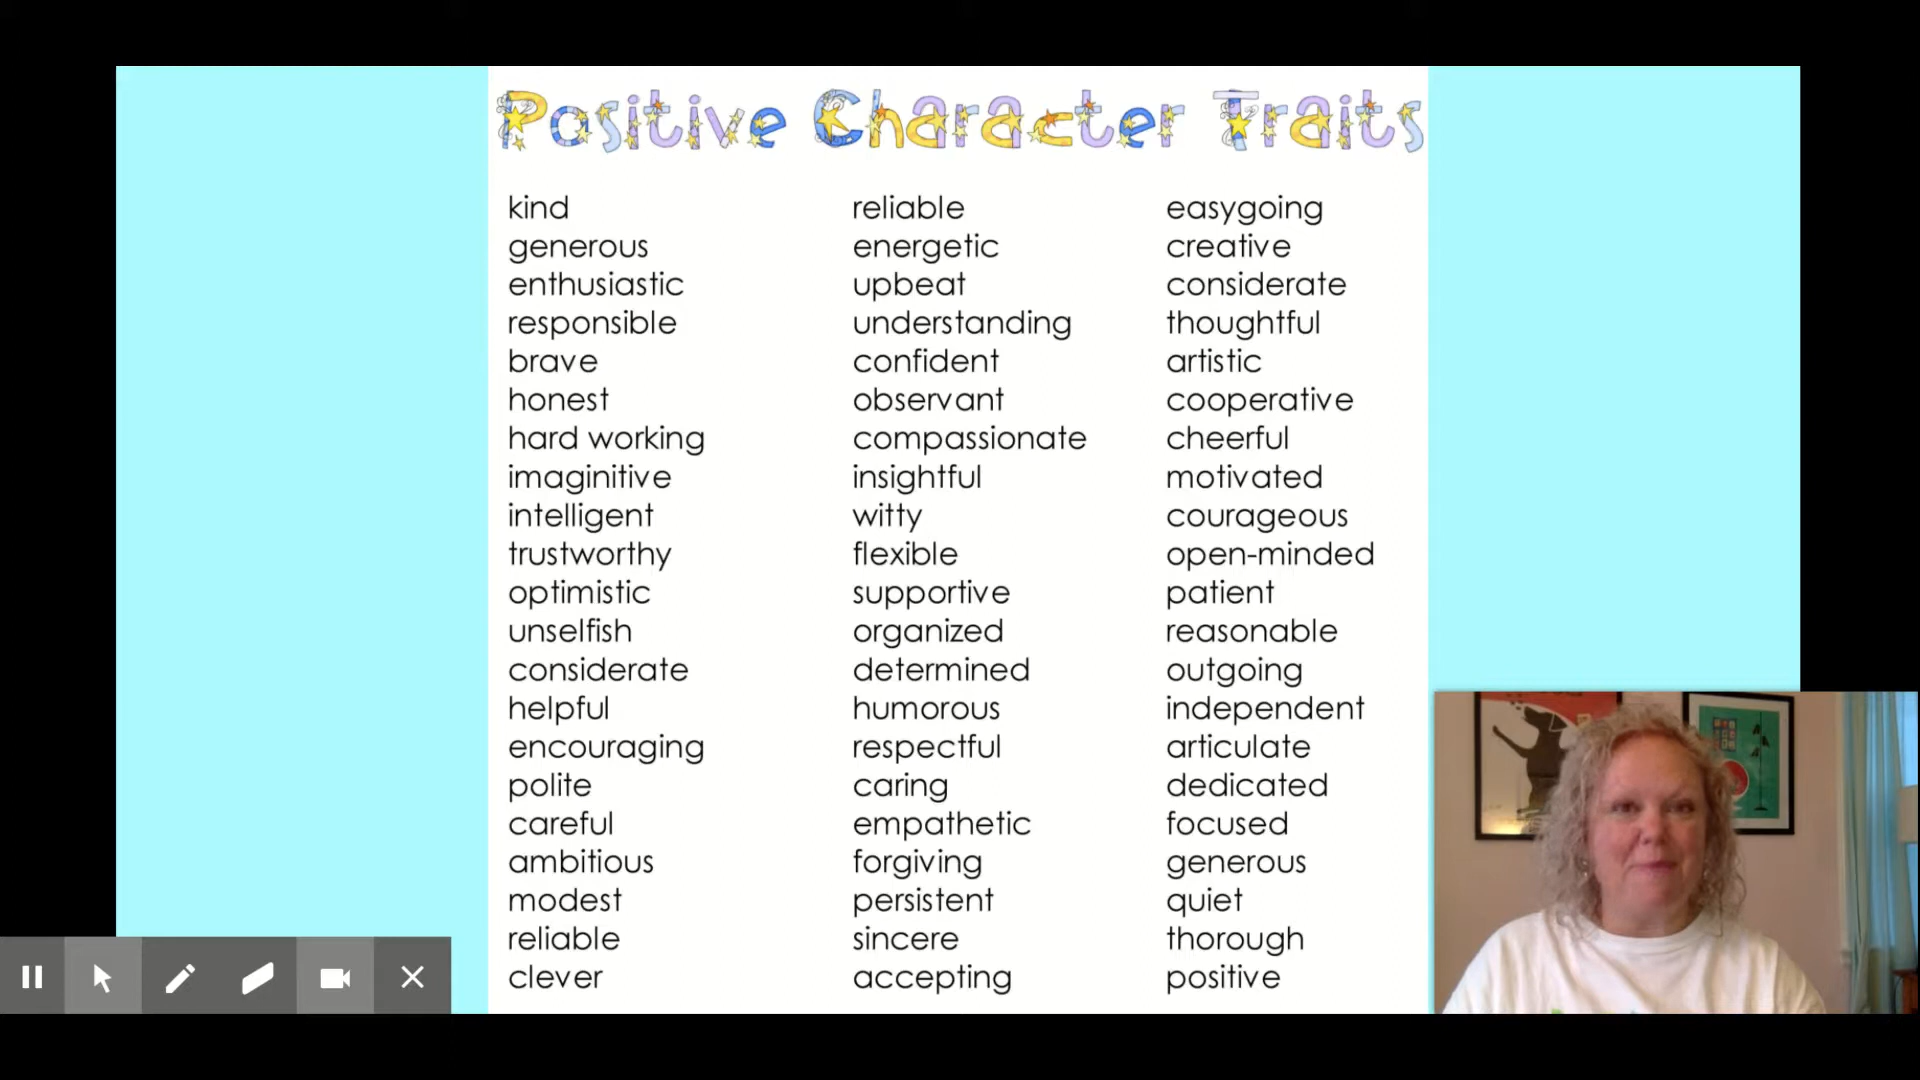 Positive Character Traits
kind reliable easygoing
generous energetic creative
enthusiastic upbeat considerate
responsible understanding thoughtful
brave confident artistic
honest observant cooperative
hard working compassionate cheerful
imaginitive insightful motivated
intelligent witty courageous
trustworthy flexible open-minded
optimistic supportive patient
unselfish organized reasonable
considerate determined outgoing
helpful humorous independent
encouraging respectful articulate
polite caring dedicated
careful empathetic focused
ambitious forgiving generous
modest persistent quiet
reliable sincere thorough
clever accepting positive